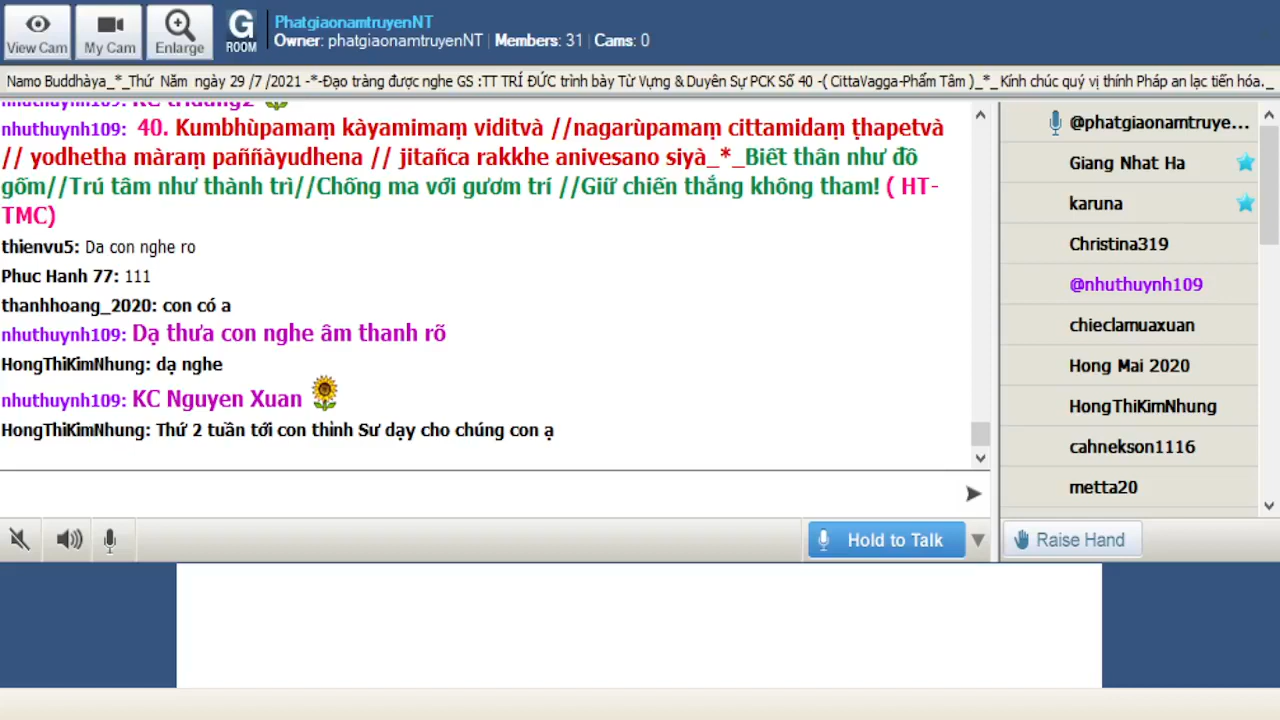 View Cam
My Cam
Enlarge
G
ROOM
PhatgiaonamtruyenNT
Owner: phatgiaonamtruyenNT | Members: 31 | Cams: 0
Namo Buddhàya_*_Thứ Năm ngày 29 /7 /2021 -*-Đạo tràng được nghe GS :TT TRÍ ĐỨC trình bày Từ Vựng & Duyên Sự PCK Số 40 -( CittaVagga-Phẩm Tâm )_*_Kính chúc quý vị thính Pháp an lạc tiến hóa._
nhuthuynh109: KC tridung2
nhuthuynh109: 40. Kumbhùpamaṃ kàyamimaṃ viditvà //nagarùpamaṃ cittamidaṃ ṭhapetvà
// yodhetha màraṃ paññàyudhena // jitañca rakkhe anivesano siyà_*_Biết thân như đồ
gốm//Trú tâm như thành trì//Chống ma với gươm trí //Giữ chiến thắng không tham! ( HT-
TMC)
thienvu5: Da con nghe ro
Phuc Hanh 77: 111
thanhhoang_2020: con có a
nhuthuynh109: Dạ thưa con nghe âm thanh rõ
HongThiKimNhung: dạ nghe
nhuthuynh109: KC Nguyen Xuan
HongThiKimNhung: Thứ 2 tuần tới con thỉnh Sư dạy cho chúng con ạ
@phatgiaonamtruye...
Giang Nhat Ha
karuna
Christina319
@nhuthuynh109
chieclamuaxuan
Hong Mai 2020
HongThiKimNhung
cahnekson1116
metta20
Hold to Talk
Raise Hand